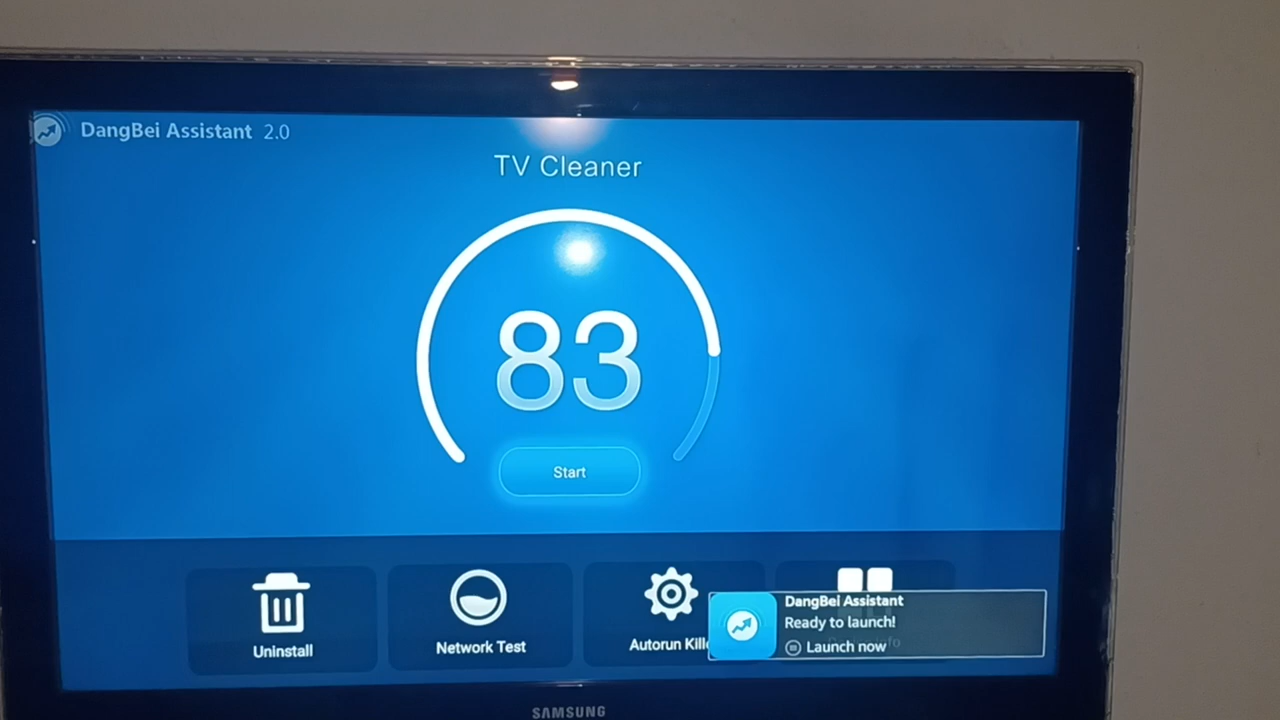 DangBei Assistant 2.0
TV Cleaner
83
Start
Uninstall
Network Test
Autorun Kill
DangBei Assistant
Ready to launch!
Launch now
SAMSUNG